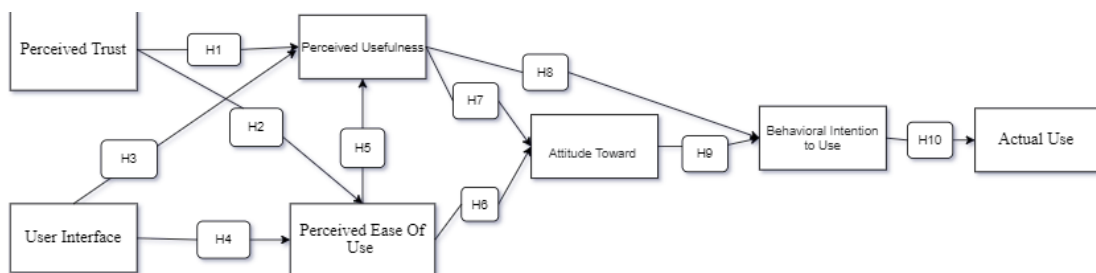 Perceived Trust
H1
Perceived Usefulness
H8
H7
H2
H3
H5
Attitude Toward
H9
Behavioral Intention
to Use
H10
Actual Use
H6
User Interface
H4
Perceived Ease Of
Use